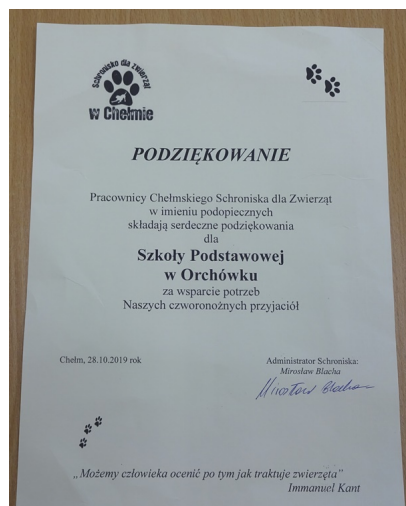 Schronisko dla zwierząt
w Chełmie
PODZIĘKOWANIE
Pracownicy Chełmskiego Schroniska dla Zwierząt
w imieniu podopiecznych
składają serdeczne podziękowania
dla
Szkoły Podstawowej
w Orchówku
za wsparcie potrzeb
Naszych czworonożnych przyjaciół
Chełm, 28.10.2019 rok
Administrator Schroniska:
Mirosław Blacha
Mirosław Blacha
„Możemy człowieka ocenić po tym jak traktuje zwierzęta”
Immanuel Kant